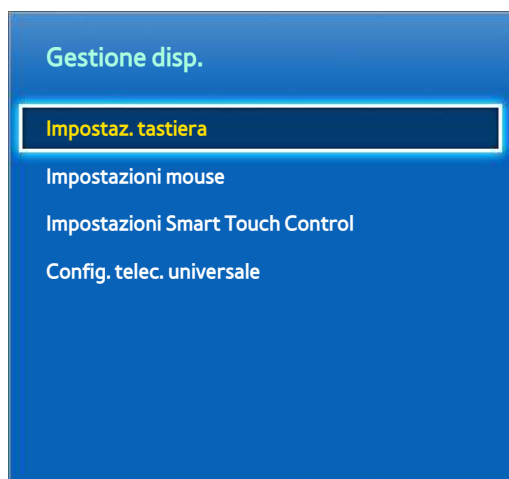 Gestione disp.
Impostaz. tastiera
Impostazioni mouse
Impostazioni Smart Touch Control
Config. telec. universale